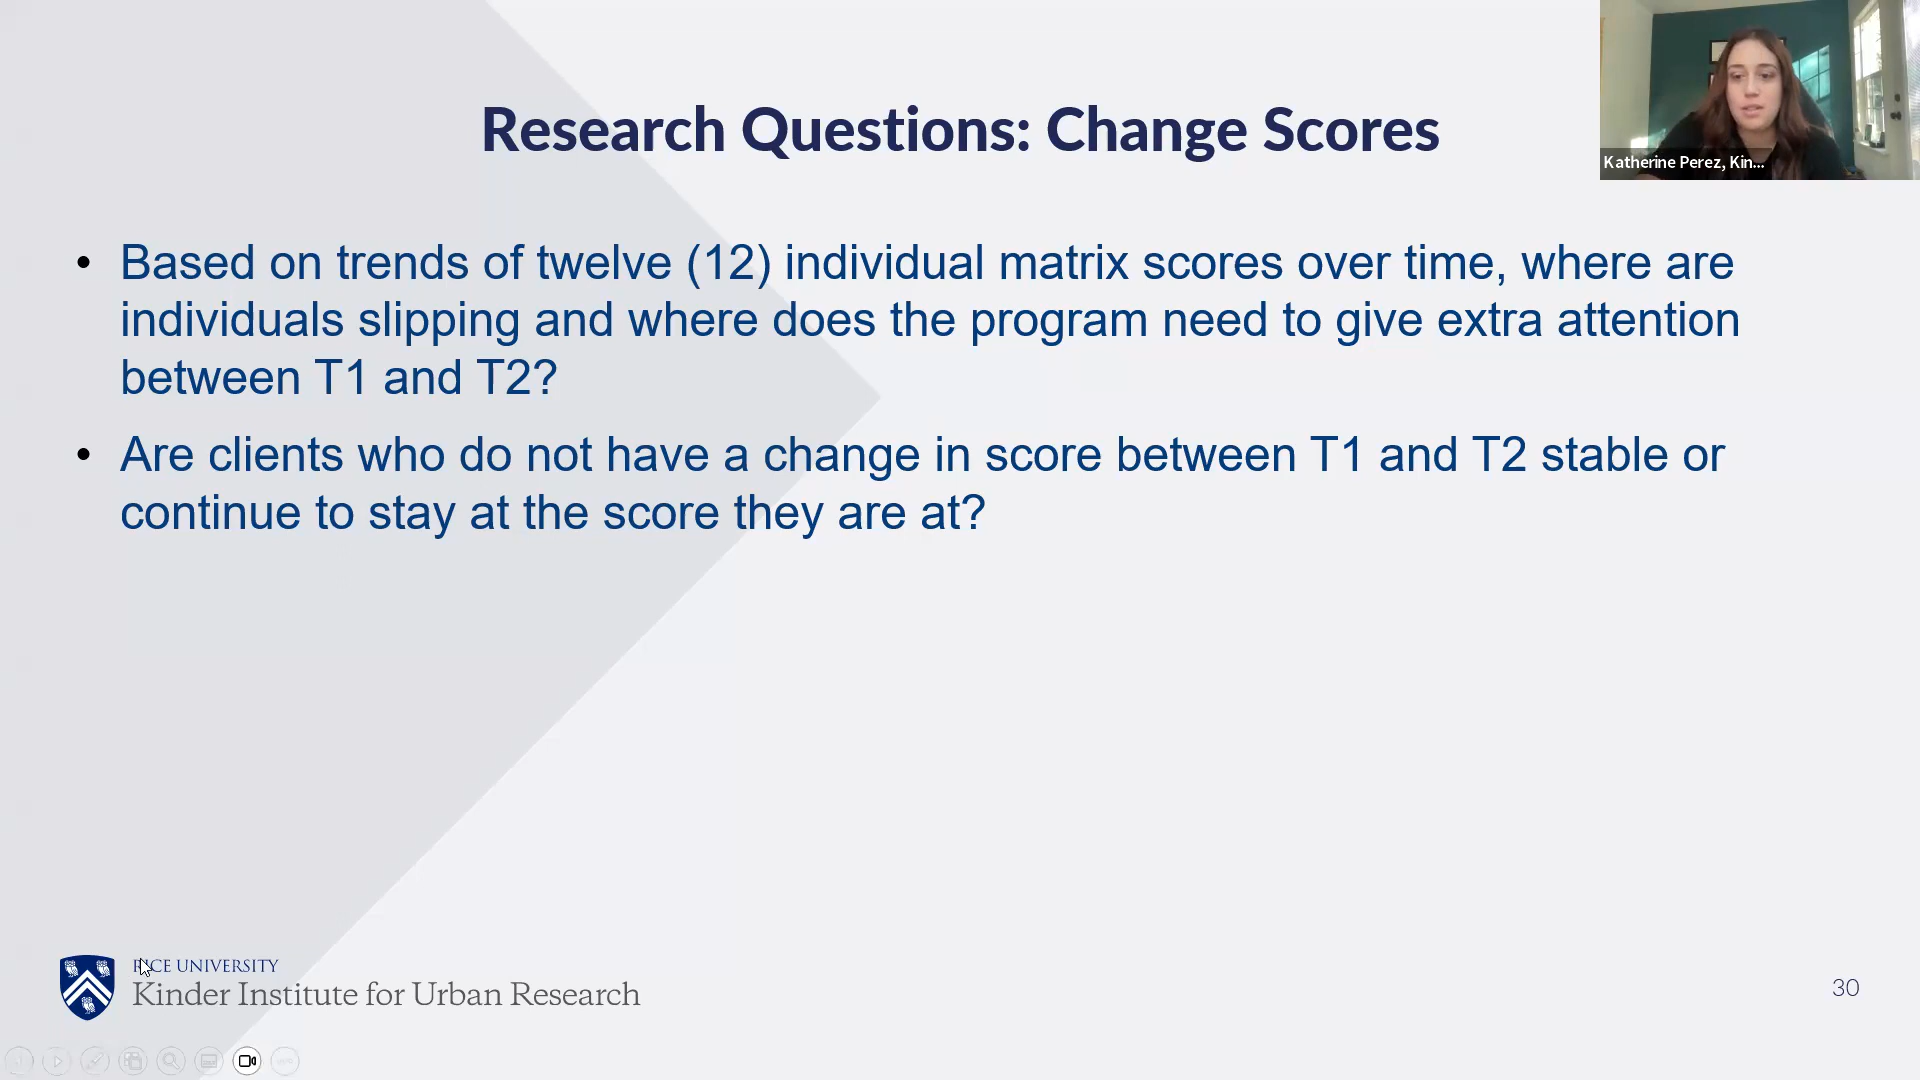 Research Questions: Change Scores
Katherine Perez, Kin...
• Based on trends of twelve (12) individual matrix scores over time, where are
individuals slipping and where does the program need to give extra attention
between T1 and T2?
• Are clients who do not have a change in score between T1 and T2 stable or
continue to stay at the score they are at?
RICE UNIVERSITY
Kinder Institute for Urban Research
30